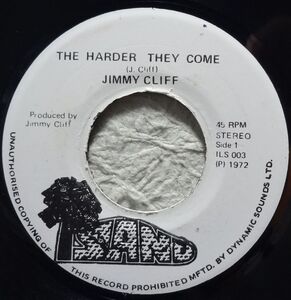 THE HARDER THEY COME
(J. Cliff)
JIMMY CLIFF
Produced by
Jimmy Cliff
45 RPM
STEREO
Side 1
ILS 003
(P) 1972
ISLAND
UNAUTHORISED COPYING OF THIS RECORD PROHIBITED MFTD. BY DYNAMIC SOUNDS LTD.